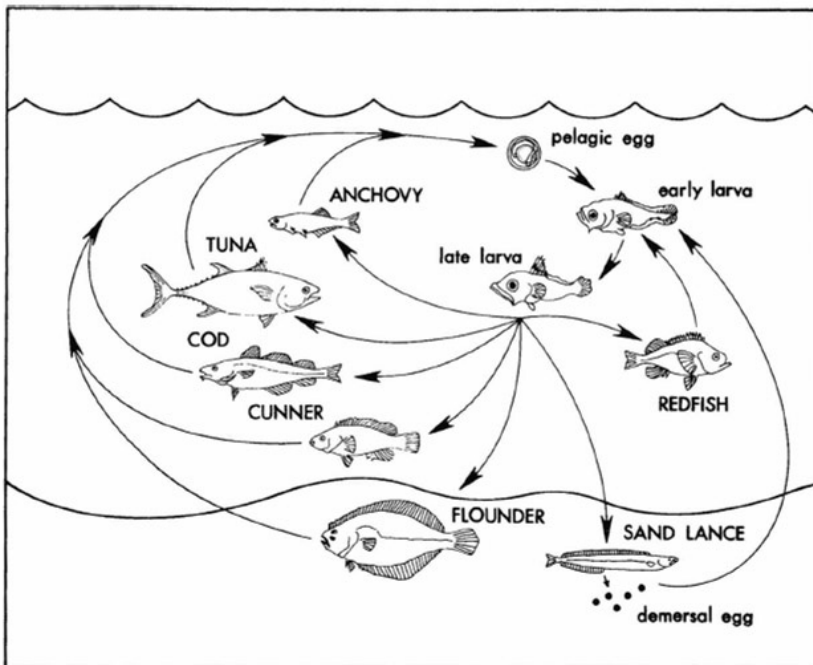 pelagic egg
ANCHOVY
early larva
TUNA
late larva
COD
CUNNER
REDFISH
FLOUNDER
SAND LANCE
demersal egg